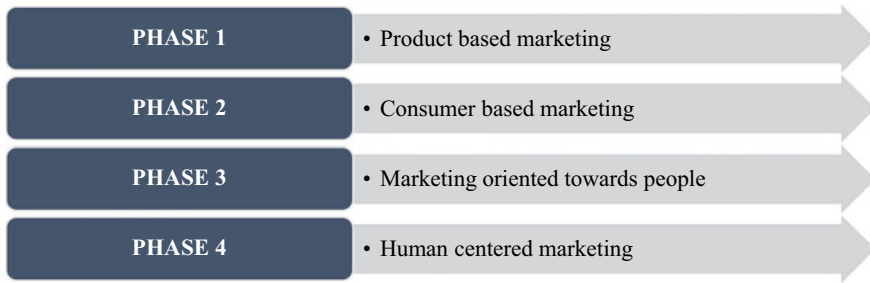 PHASE 1
• Product based marketing
PHASE 2
• Consumer based marketing
PHASE 3
• Marketing oriented towards people
PHASE 4
• Human centered marketing